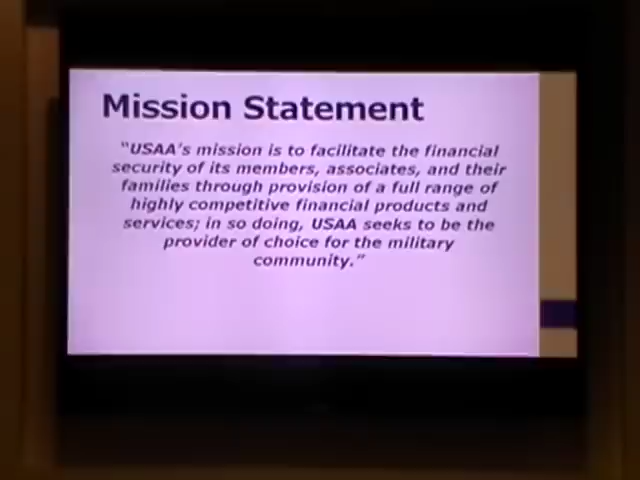 Mission Statement
"USAA's mission is to facilitate the financial
security of its members, associates, and their
families through provision of a full range of
highly competitive financial products and
services; in so doing, USAA seeks to be the
provider of choice for the military
community."